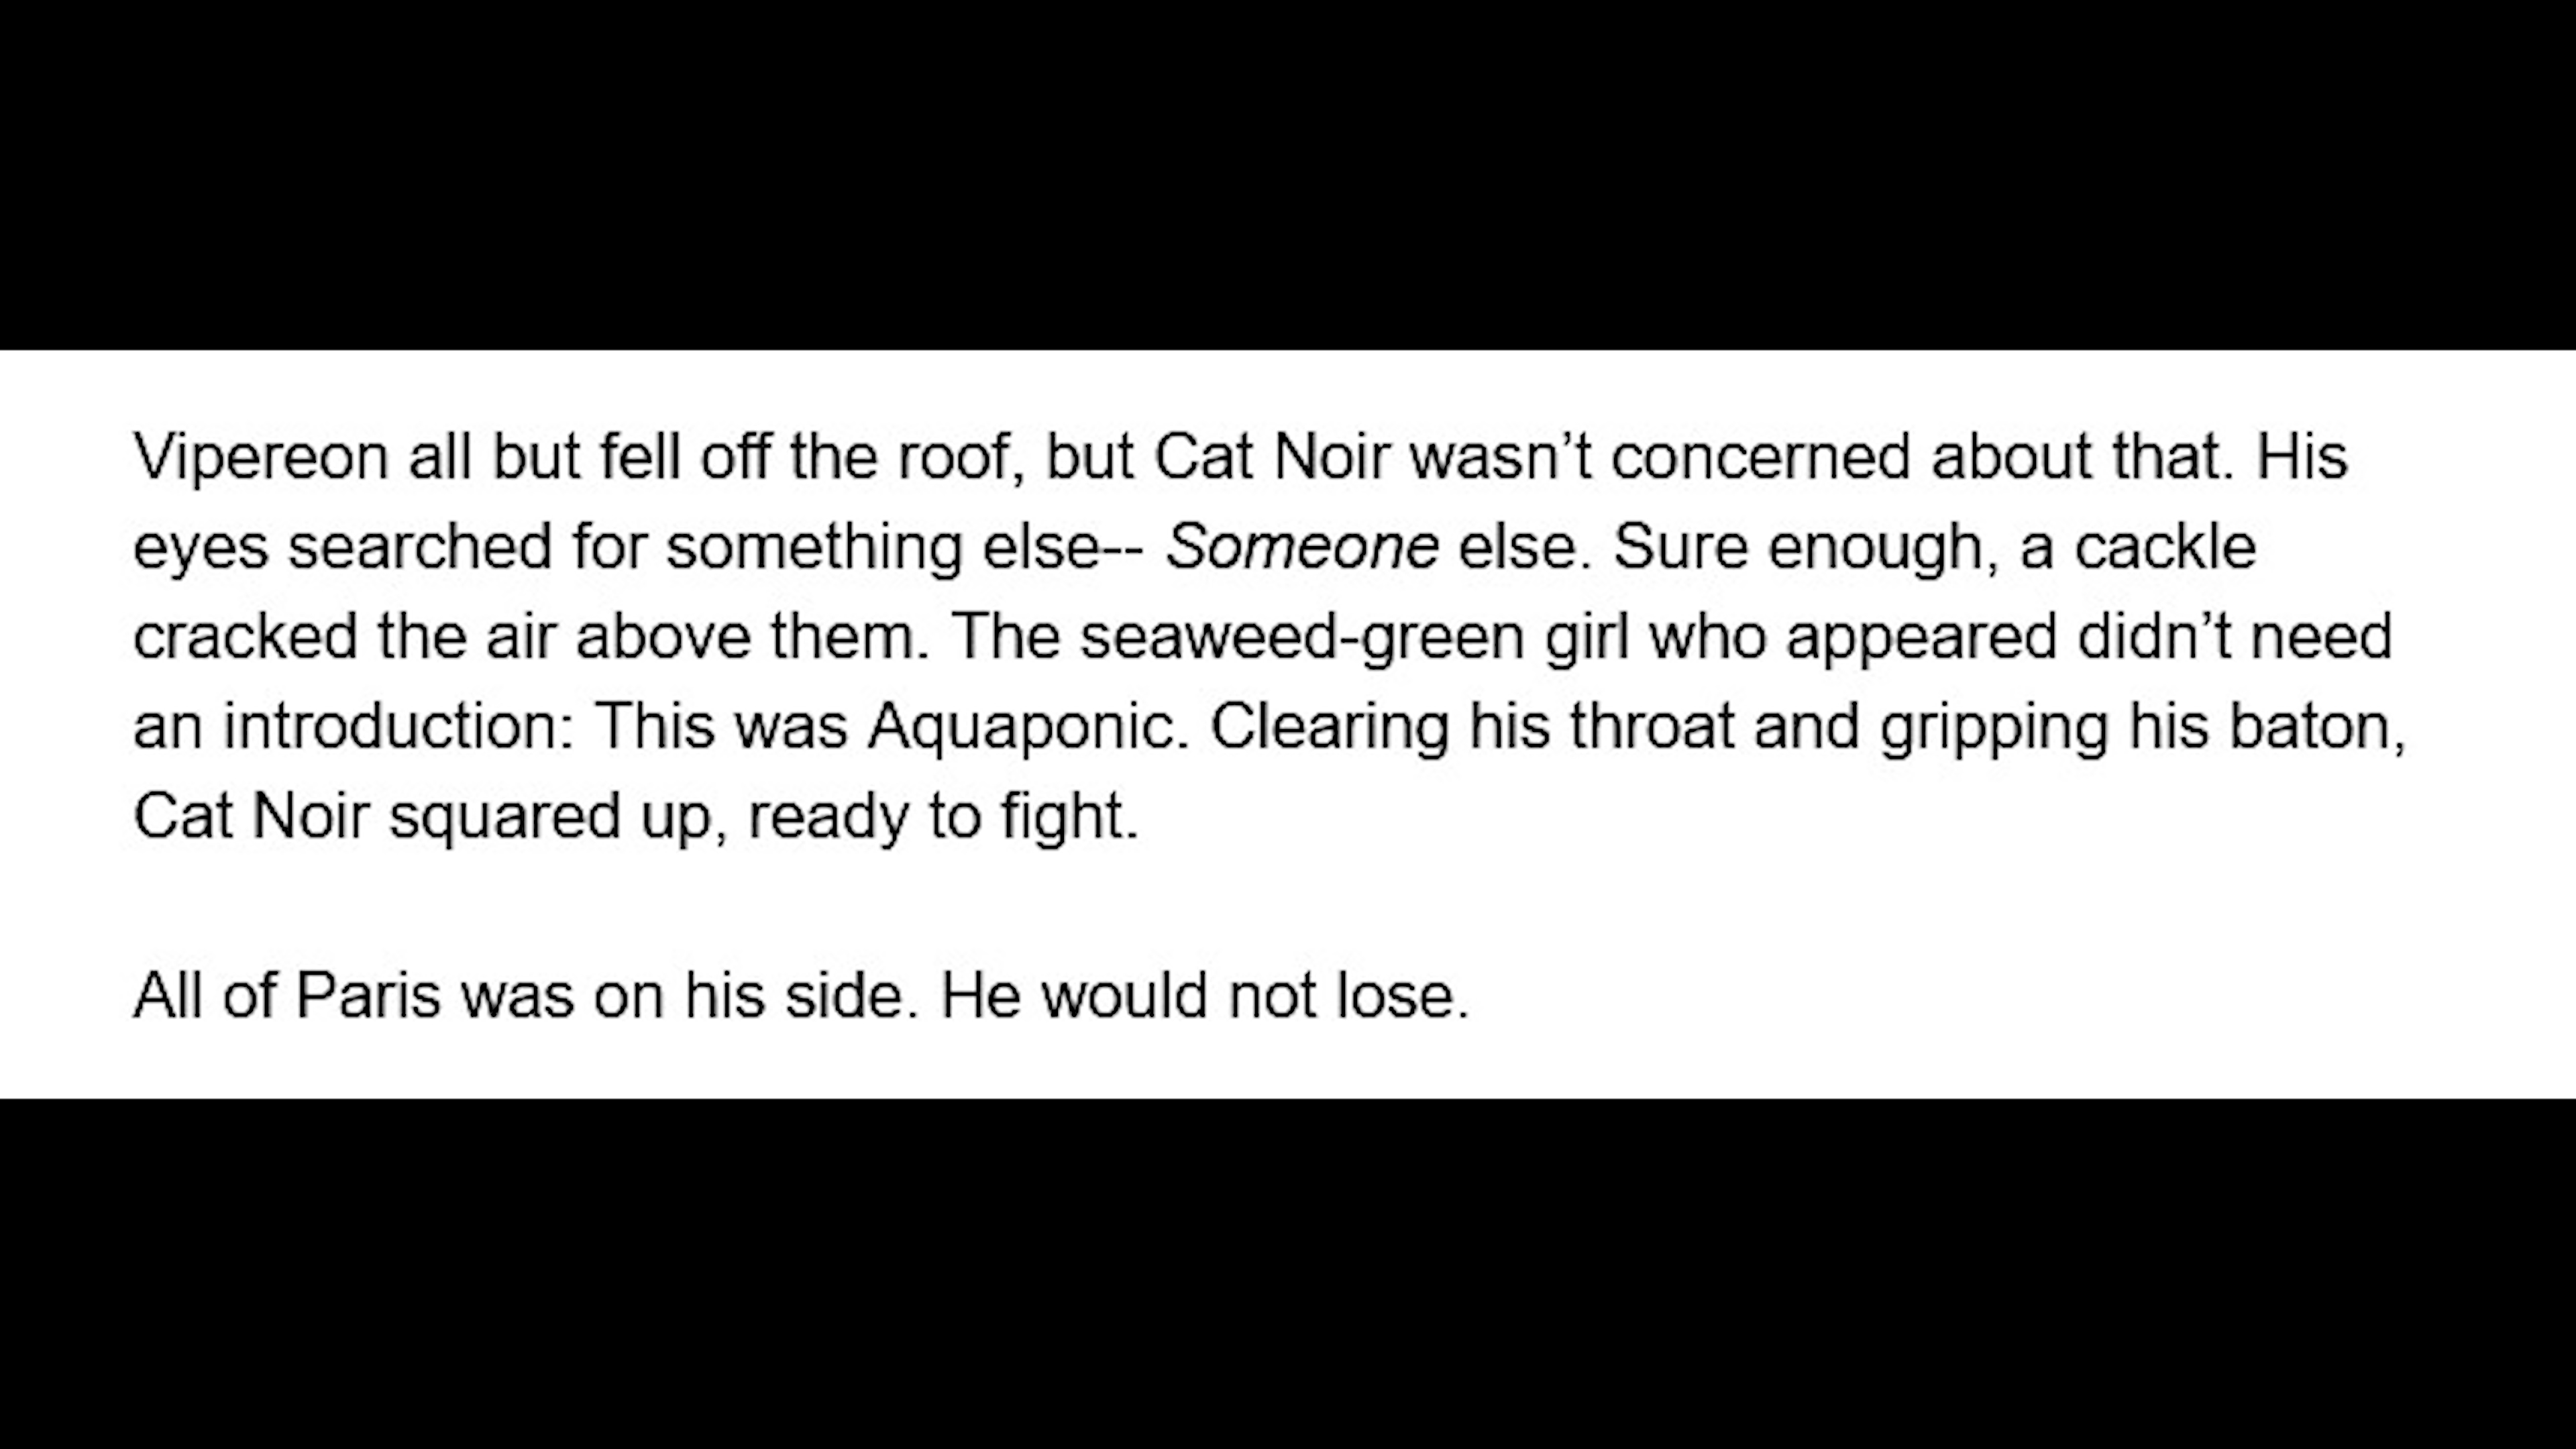 Vipereon all but fell off the roof, but Cat Noir wasn’t concerned about that. His
eyes searched for something else-- Someone else. Sure enough, a cackle
cracked the air above them. The seaweed-green girl who appeared didn’t need
an introduction: This was Aquaponic. Clearing his throat and gripping his baton,
Cat Noir squared up, ready to fight.
All of Paris was on his side. He would not lose.